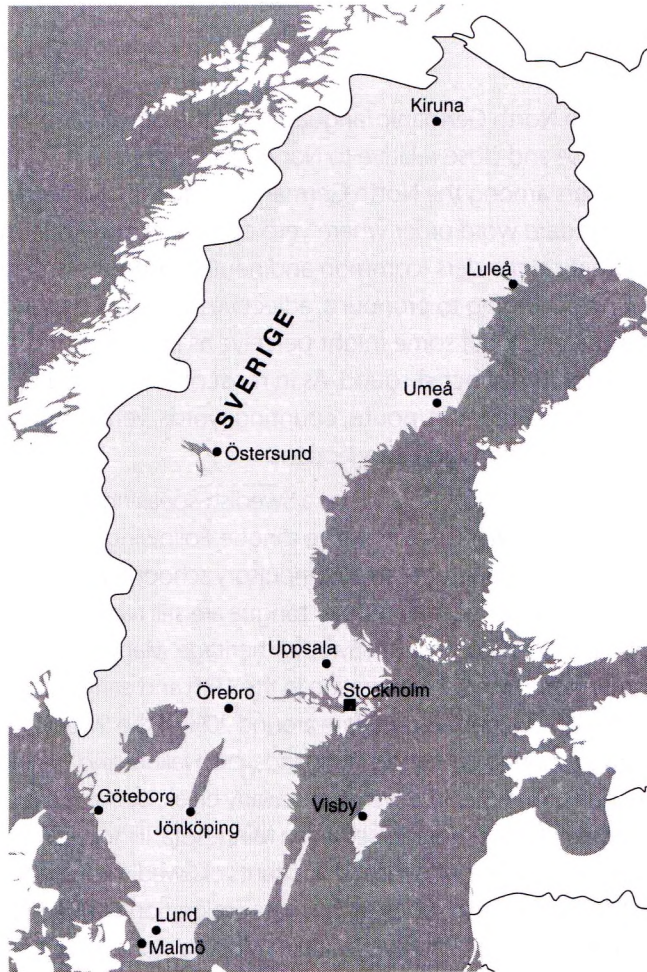 Kiruna
Luleå
SVERIGE
Umeå
Östersund
Uppsala
Örebro
Stockholm
Göteborg
Jönköping
Visby
Lund
Malmö